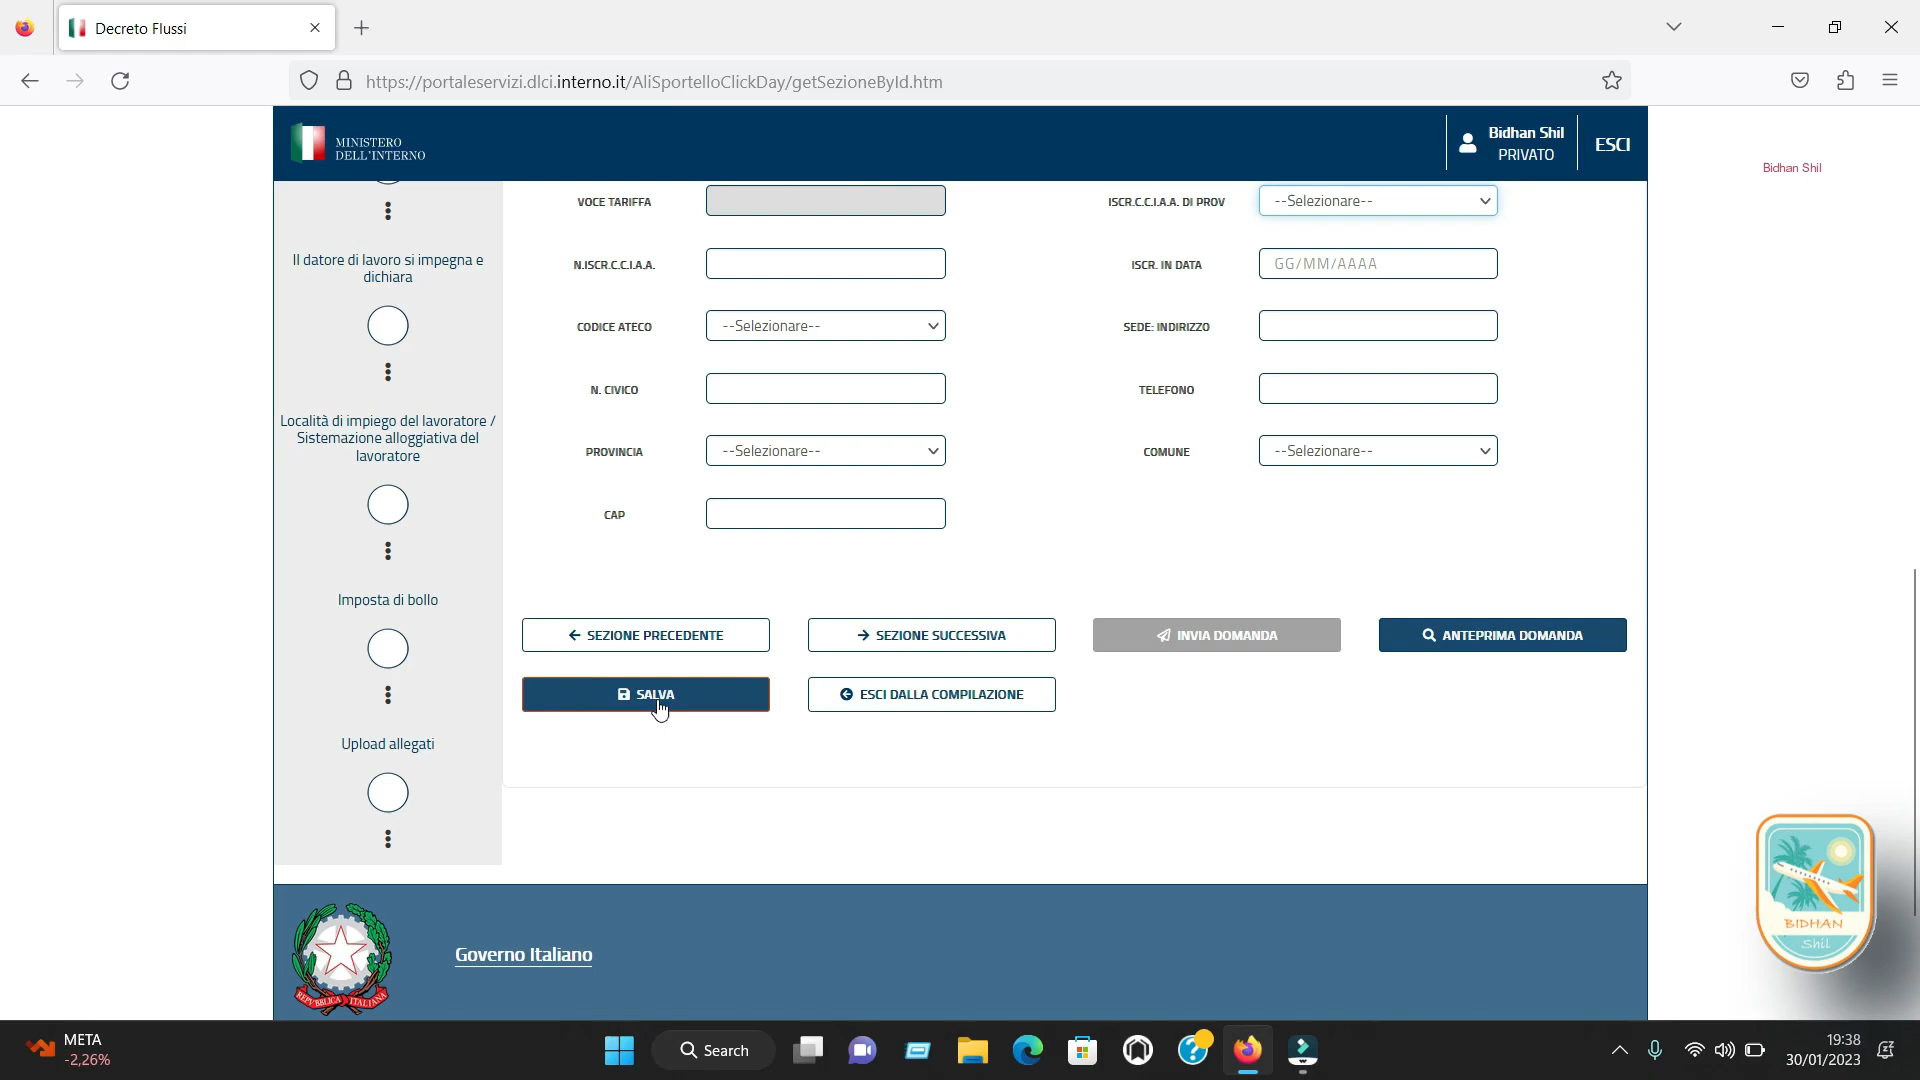 Decreto Flussi
https://portaleservizi.dlci.interno.it/AliSportelloClickDay/getSezioneById.htm
MINISTERO
DELL'INTERNO
Bidhan Shil
PRIVATO
ESCI
Bidhan Shil
VOCE TARIFFA
ISCR.C.C.I.A.A. DI PROV
--Selezionare--
N.ISCR.C.C.I.A.A.
ISCR. IN DATA
GG/MM/AAAA
Il datore di lavoro si impegna e
dichiara
CODICE ATECO
--Selezionare--
SEDE: INDIRIZZO
N. CIVICO
TELEFONO
Località di impiego del lavoratore /
Sistemazione alloggiativa del
lavoratore
PROVINCIA
--Selezionare--
COMUNE
--Selezionare--
CAP
Imposta di bollo
SEZIONE PRECEDENTE
SEZIONE SUCCESSIVA
INVIA DOMANDA
ANTEPRIMA DOMANDA
SALVA
ESCI DALLA COMPILAZIONE
Upload allegati
BIDHAN
Shil
REPVBBLICA ITALIANA
Governo Italiano
META
-2,26%
Search
19:38
30/01/2023